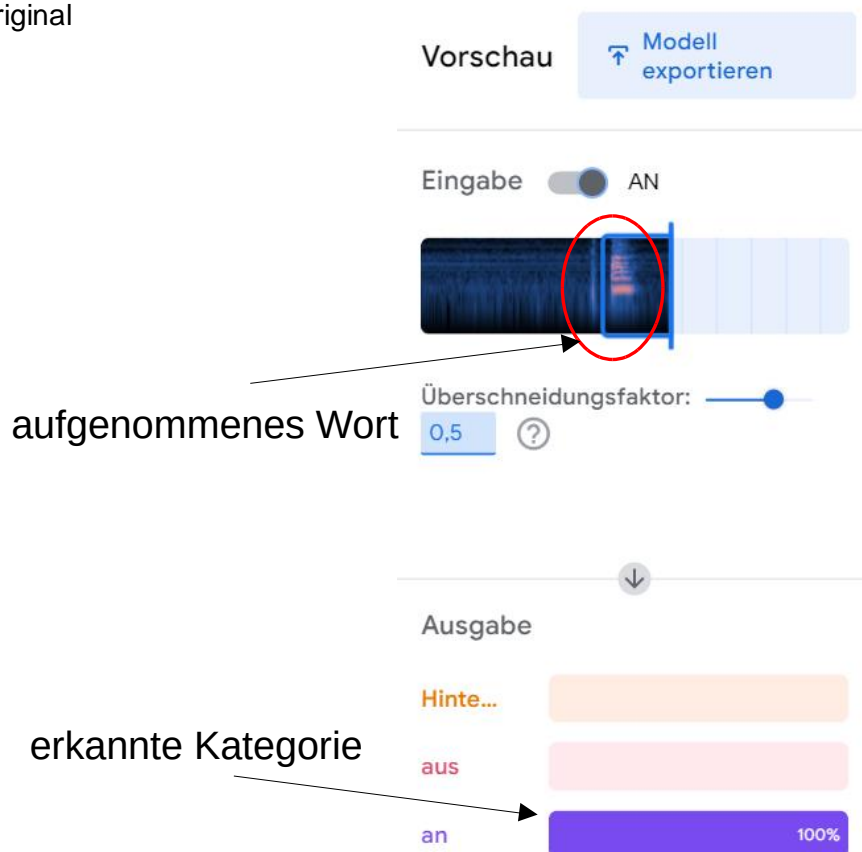 riginal
Vorschau
Modell
exportieren
Eingabe AN
Überschneidungsfaktor:
aufgenommenes Wort
0,5 ?
Ausgabe
Hinte...
erkannte Kategorie
aus
an 100%